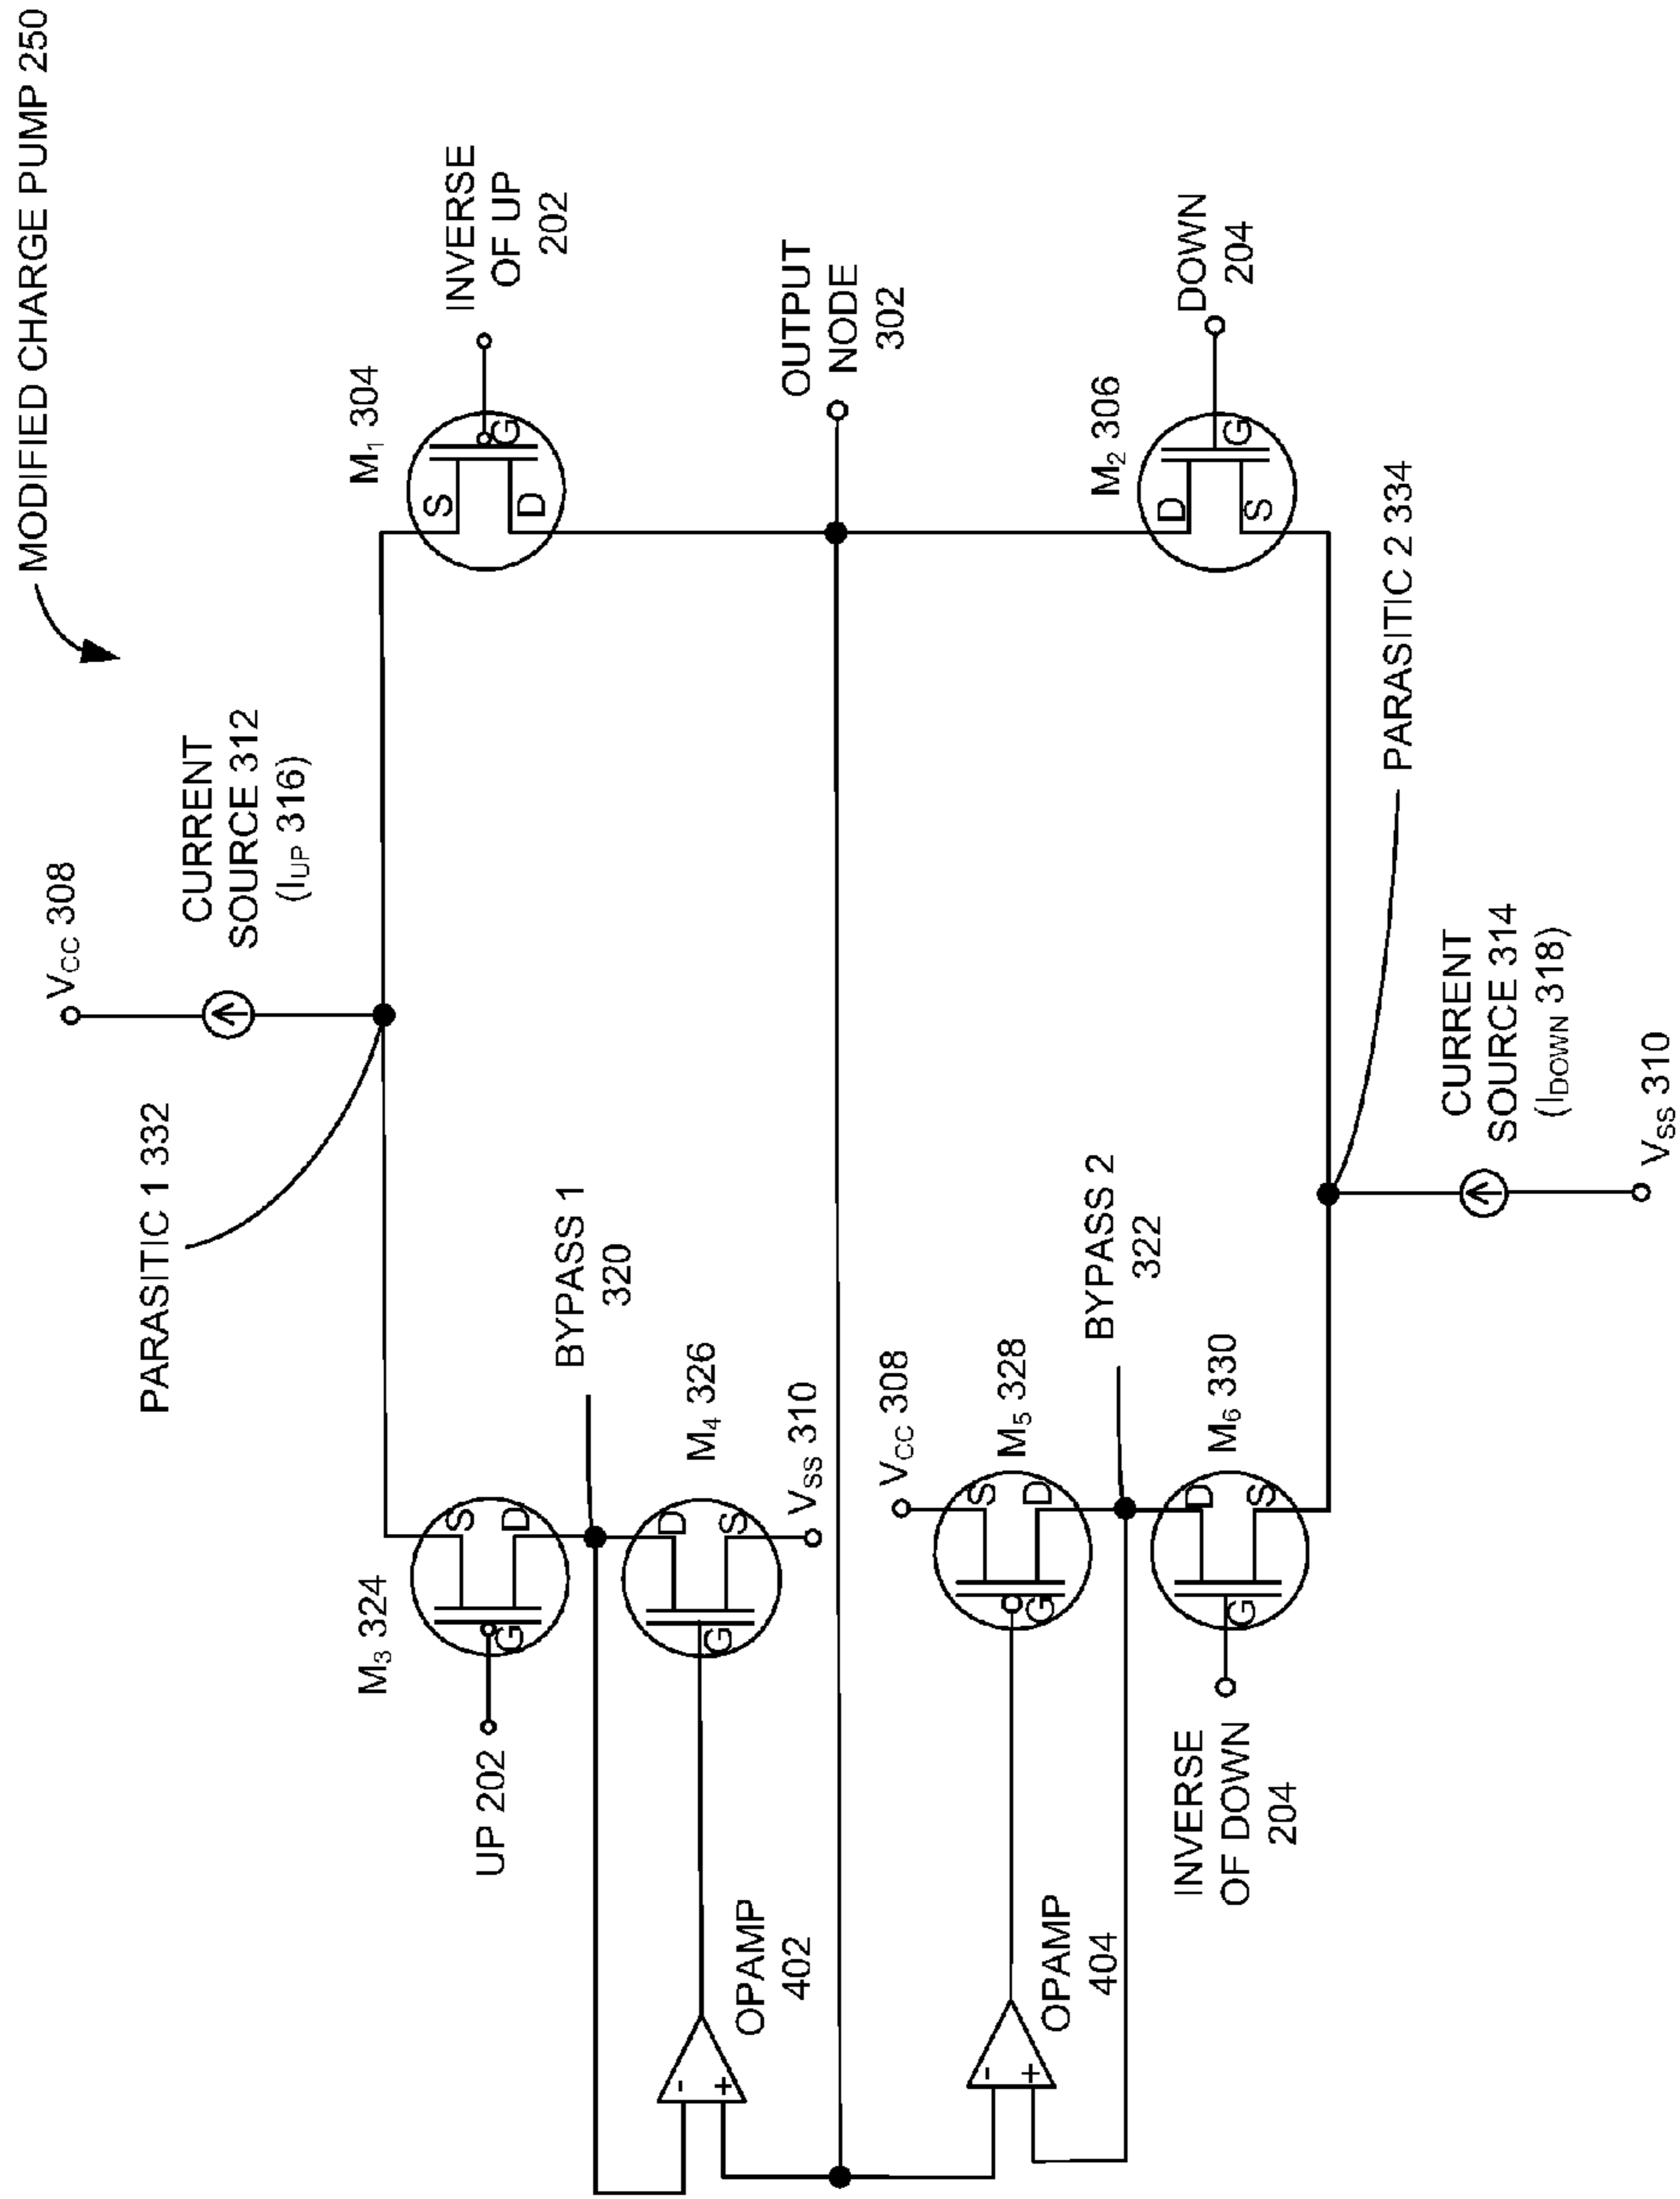 MODIFIED CHARGE PUMP 250
VCC 308
CURRENT
SOURCE 312
(IUP 316)
PARASITIC 1 332
M1 304
S
D
G
INVERSE
OF UP
202
M3 324
S
D
G
UP 202
BYPASS 1
320
M4 326
D
S
G
VSS 310
OPAMP
402
-
+
OUTPUT
NODE
302
VCC 308
M5 328
S
D
G
OPAMP
404
-
+
BYPASS 2
322
M6 330
D
S
G
INVERSE
OF DOWN
204
M2 306
D
S
G
DOWN
204
PARASITIC 2 334
CURRENT
SOURCE 314
(IDOWN 318)
VSS 310